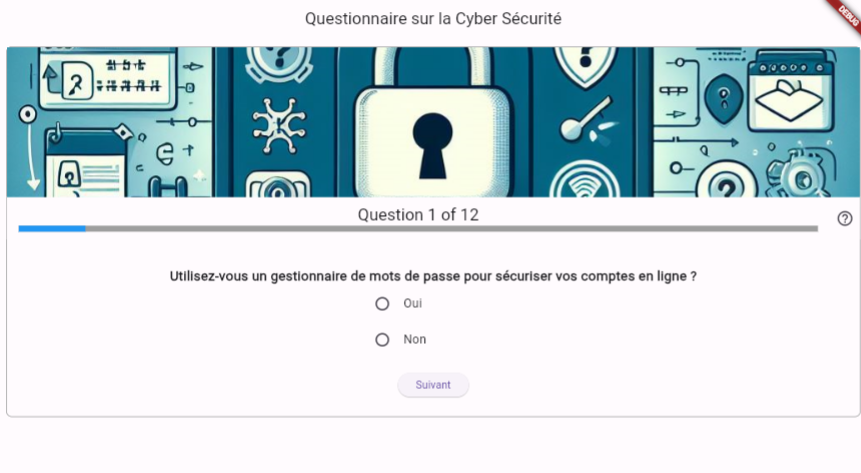 Questionnaire sur la Cyber Sécurité
DEBUG
Question 1 of 12
Utilisez-vous un gestionnaire de mots de passe pour sécuriser vos comptes en ligne ?
Oui
Non
Suivant